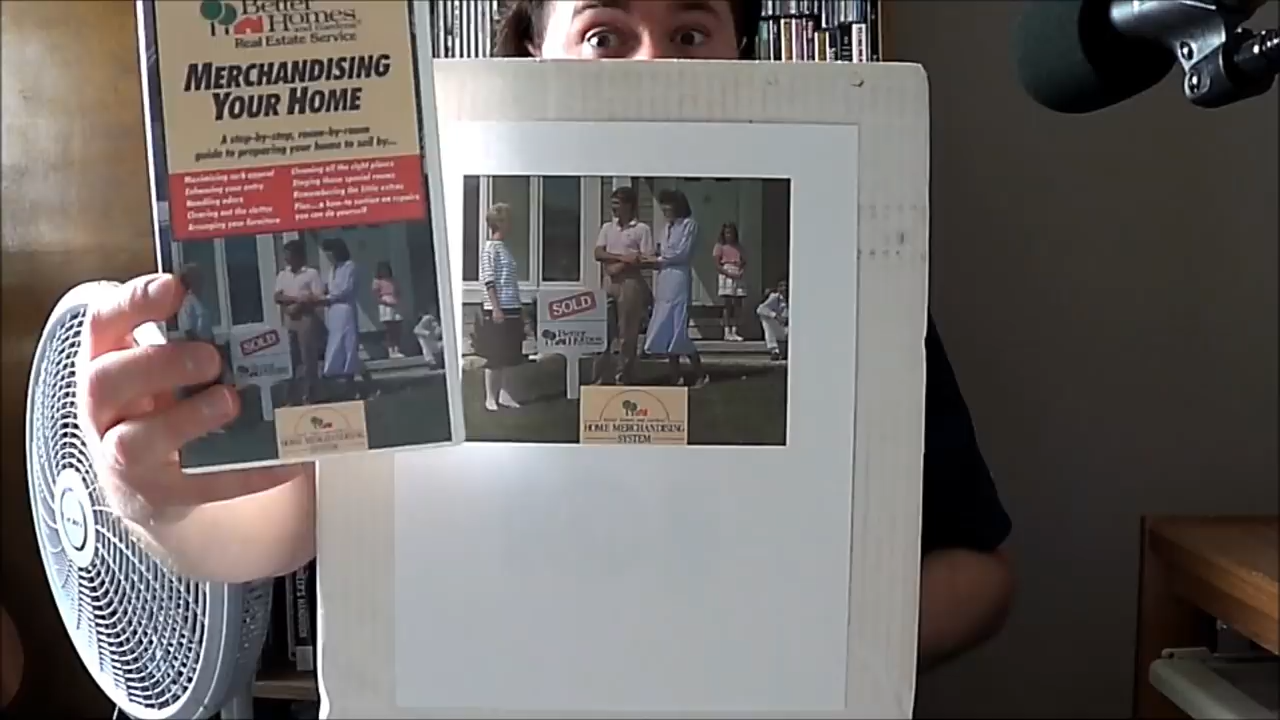 Better
Homes
and Gardens
Real Estate Service
MERCHANDISING
YOUR HOME
A step-by-step, room-by-room
guide to preparing your home to sell by...
Maximizing curb appeal
Enhancing your entry
Handling odors
Clearing out the clutter
Arranging your furniture
Cleaning all the right places
Staging those special rooms
Remembering the little extras
Plus...a how-to section on repairs
you can do yourself
SOLD
HOME MERCHANDISING
SYSTEM
SOLD
Better
Homes
HOME MERCHANDISING
SYSTEM